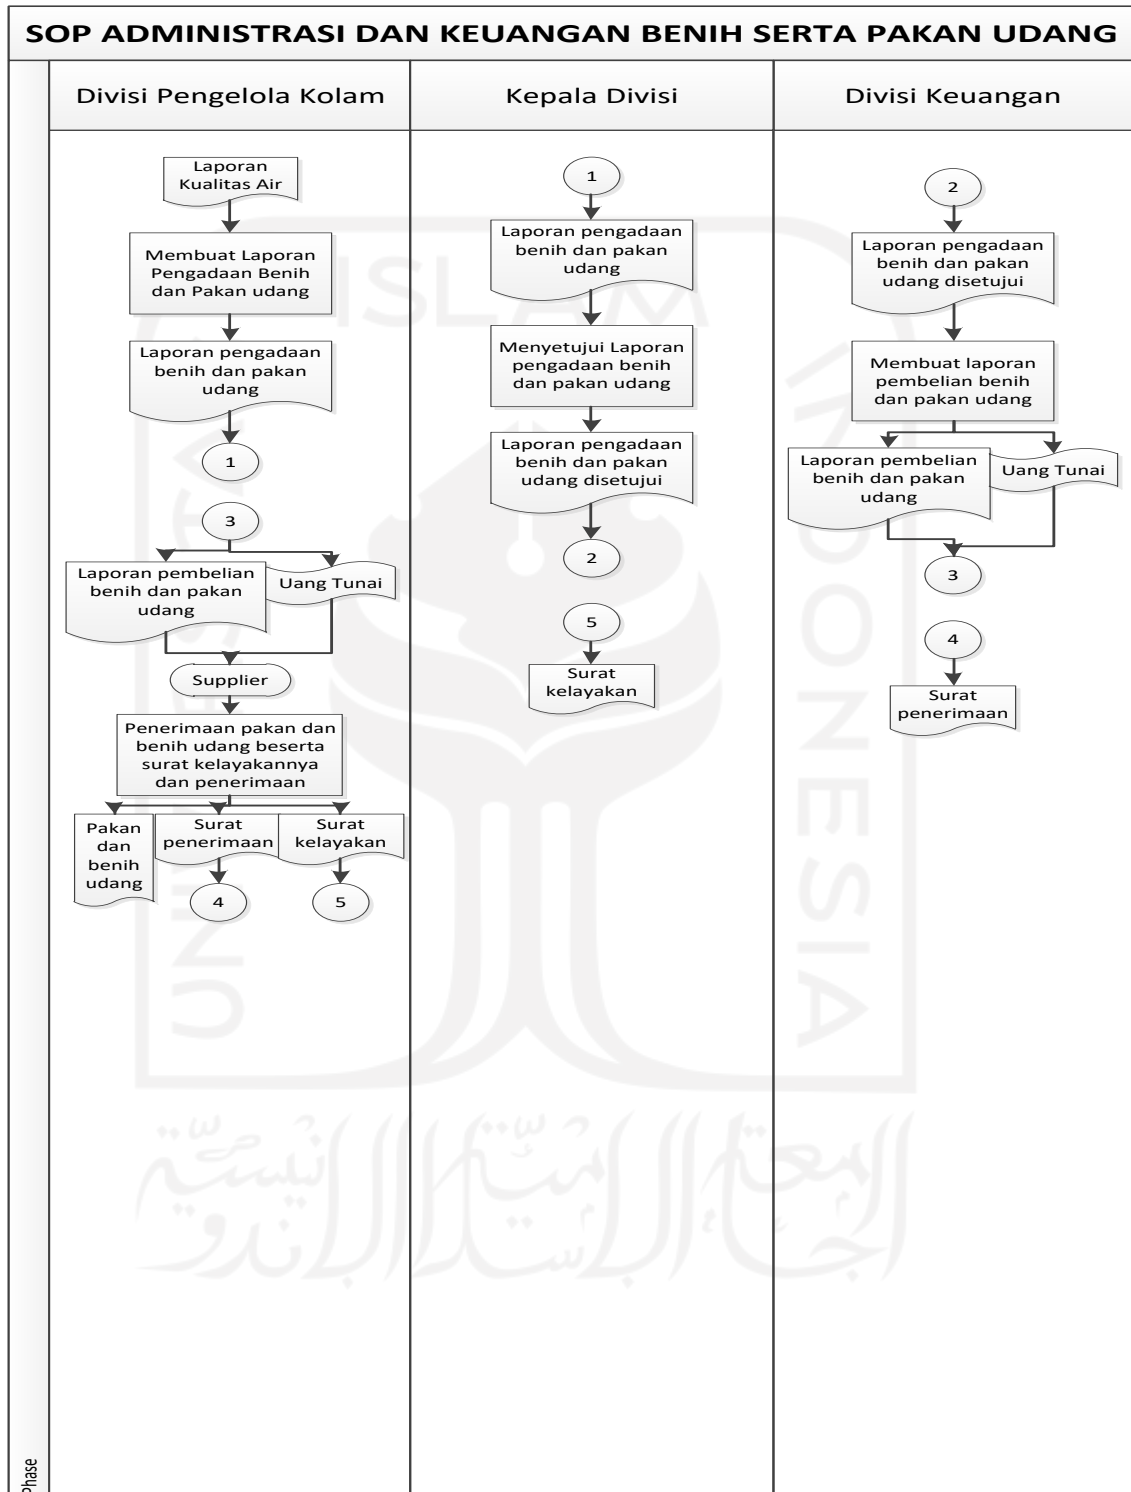 SOP ADMINISTRASI DAN KEUANGAN BENIH SERTA PAKAN UDANG
Divisi Pengelola Kolam
Kepala Divisi
Divisi Keuangan
Laporan
Kualitas Air
Membuat Laporan
Pengadaan Benih
dan Pakan udang
Laporan pengadaan
benih dan pakan
udang
1
3
Laporan pembelian
benih dan pakan
udang
Uang Tunai
Supplier
Penerimaan pakan dan
benih udang beserta
surat kelayakannya
dan penerimaan
Pakan
dan
benih
udang
Surat
penerimaan
Surat
kelayakan
4
5
1
Laporan pengadaan
benih dan pakan
udang
Menyetujui Laporan
pengadaan benih
dan pakan udang
Laporan pengadaan
benih dan pakan
udang disetujui
2
5
Surat
kelayakan
2
Laporan pengadaan
benih dan pakan
udang disetujui
Membuat laporan
pembelian benih
dan pakan udang
Laporan pembelian
benih dan pakan
udang
Uang Tunai
3
4
Surat
penerimaan
Phase
ISLAM
INDONESIA